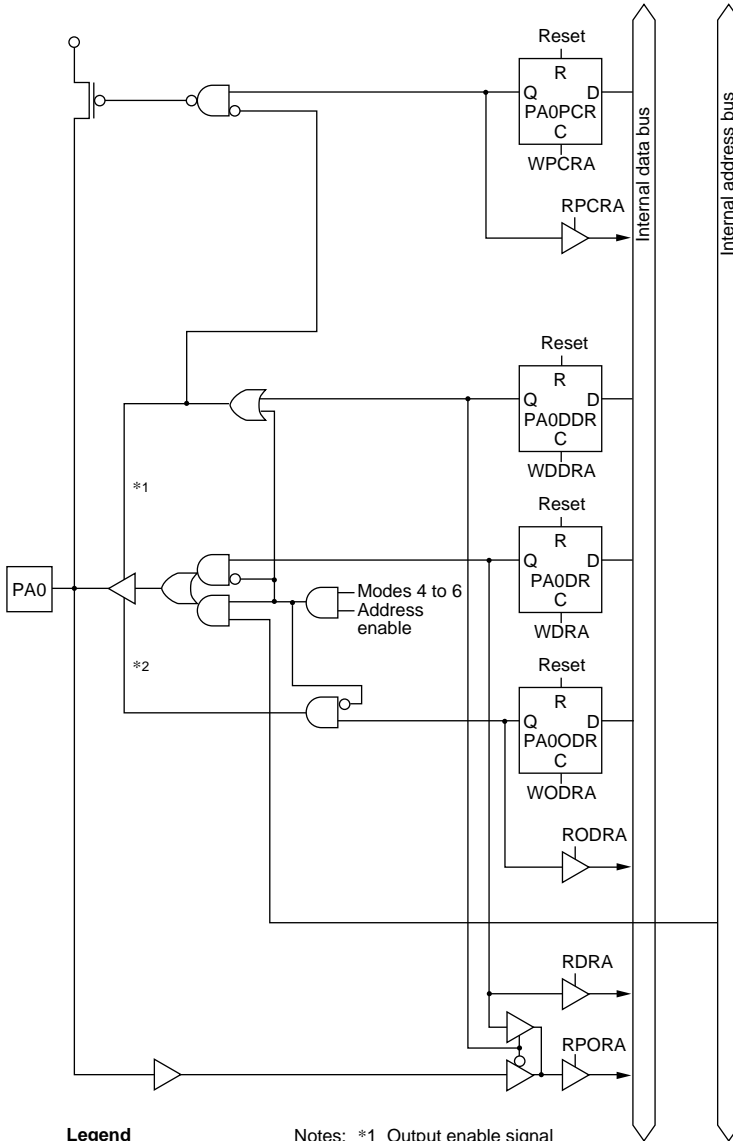 Reset
R
Q D
PA0PCR
C
WPCRA
RPCRA
Internal data bus
Internal address bus
Reset
R
Q D
PA0DDR
C
WDDRA
*1
Reset
R
Q D
PA0DR
C
WDRA
PA0
Modes 4 to 6
Address
enable
*2
Reset
R
Q D
PA0ODR
C
WODRA
RODRA
RDRA
RPORA
Legend
Notes: *1 Output enable signal